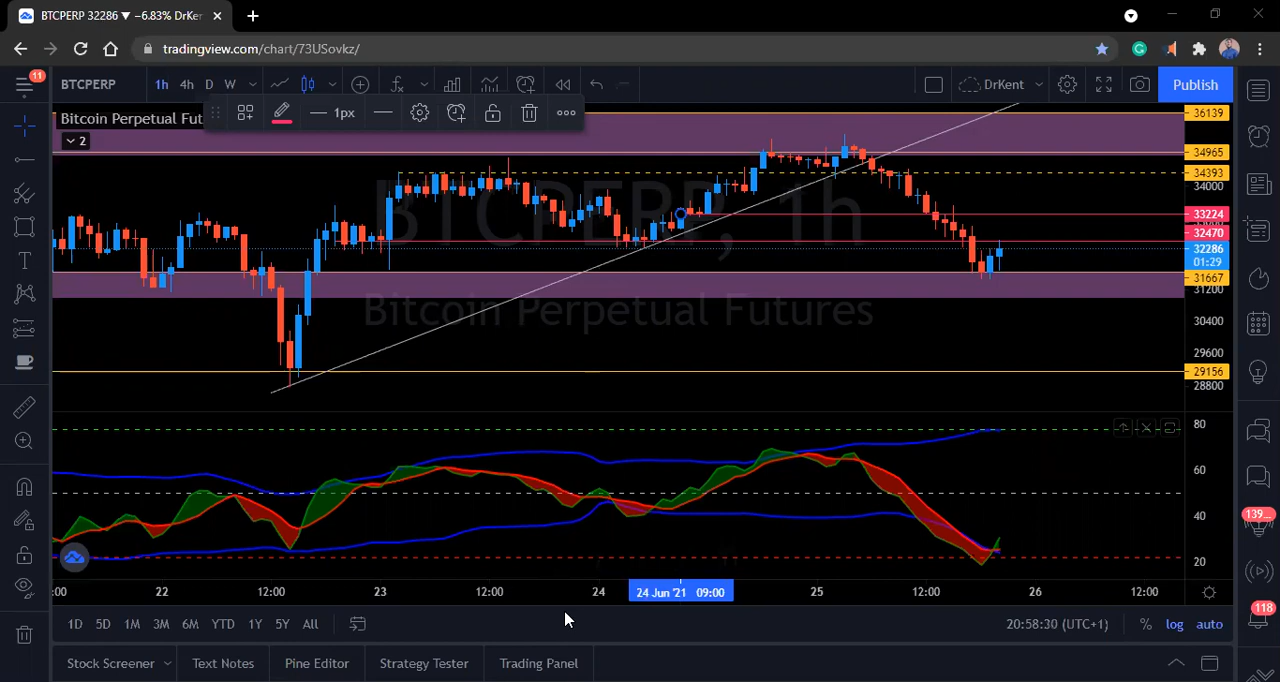 BTCPERP 32286 ▼ −6.83% DrKer
tradingview.com/chart/73USovkz/
11
BTCPERP 1h 4h D W DrKent Publish
Bitcoin Perpetual Fut 1px
2
BTCPERP, 1h
Bitcoin Perpetual Futures
36139
34965
34393
34000
33224
32470
32286
01:29
31667
31200
30400
29600
29156
28800
80
60
40
20
:00 22 12:00 23 12:00 24 24 Jun '21 09:00 25 12:00 26 12:00
1D 5D 1M 3M 6M YTD 1Y 5Y All 20:58:30 (UTC+1) % log auto
Stock Screener Text Notes Pine Editor Strategy Tester Trading Panel
139
118